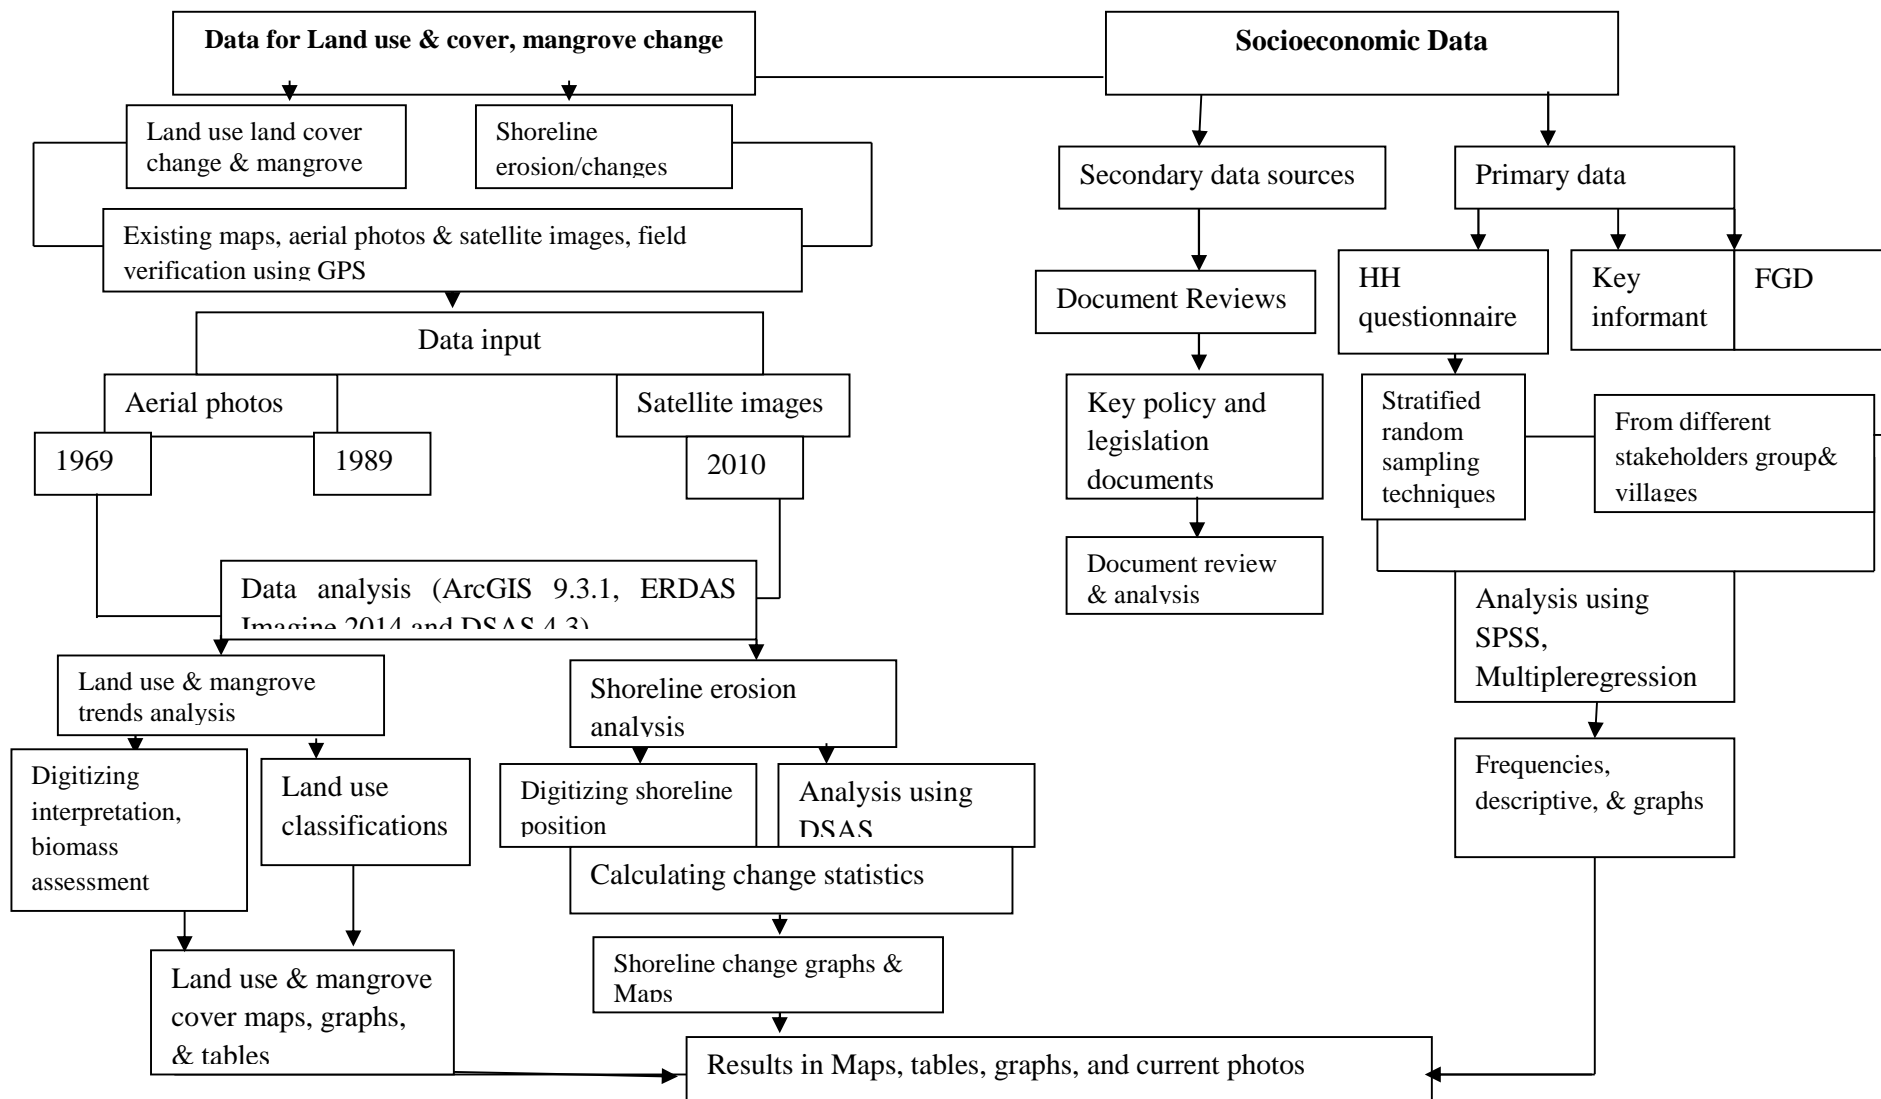 Data for Land use & cover, mangrove change
Socioeconomic Data
Land use land cover
change & mangrove
Shoreline
erosion/changes
Secondary data sources
Primary data
Existing maps, aerial photos & satellite images, field
verification using GPS
HH
questionnaire
Key
informant
FGD
Document Reviews
Data input
Aerial photos
Satellite images
1969
1989
2010
Key policy and
legislation
documents
Stratified
random
sampling
techniques
From different
stakeholders group&
villages
Document review
& analysis
Data analysis (ArcGIS 9.3.1, ERDAS
Imagine 2014 and DSAS 4.3)
Analysis using
SPSS,
Multipleregression
Land use & mangrove
trends analysis
Shoreline erosion
analysis
Digitizing
interpretation,
biomass
assessment
Land use
classifications
Digitizing shoreline
position
Analysis using
DSAS
Frequencies,
descriptive, & graphs
Calculating change statistics
Shoreline change graphs &
Maps
Land use & mangrove
cover maps, graphs,
& tables
Results in Maps, tables, graphs, and current photos